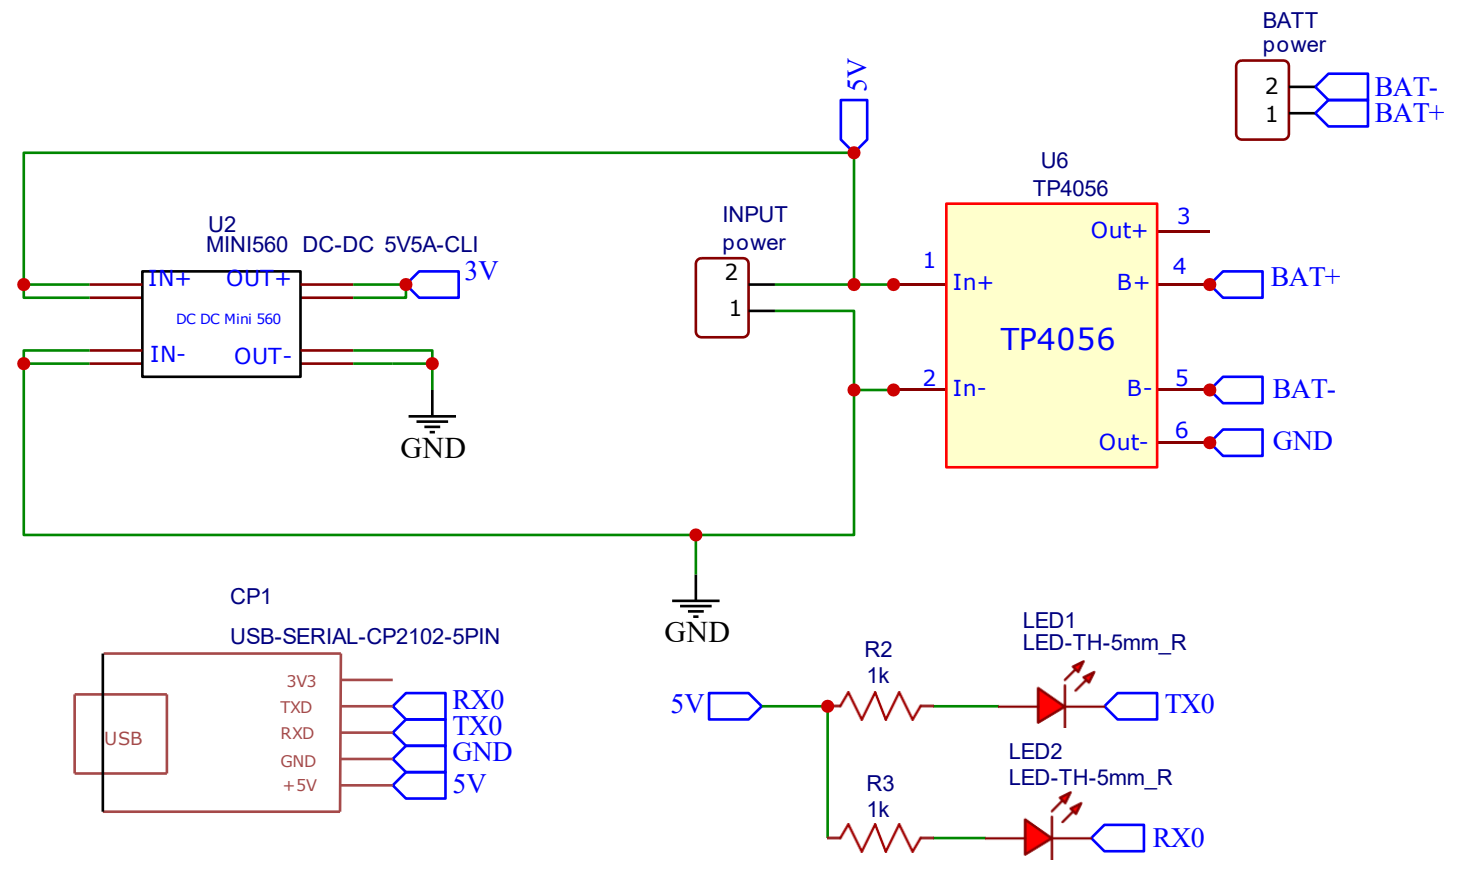 BATT
power
2
BAT-
1
BAT+
5V
U6
TP4056
INPUT
power
2
1
1
In+
2
In-
TP4056
Out+
3
B+
4
BAT+
B-
5
BAT-
Out-
6
GND
U2
MINI560 DC-DC 5V5A-CLI
IN+
OUT+
3V
DC DC Mini 560
IN-
OUT-
GND
GND
CP1
USB-SERIAL-CP2102-5PIN
USB
3V3
TXD
RX0
RXD
TX0
GND
GND
+5V
5V
5V
R2
1k
LED1
LED-TH-5mm_R
TX0
R3
1k
LED2
LED-TH-5mm_R
RX0